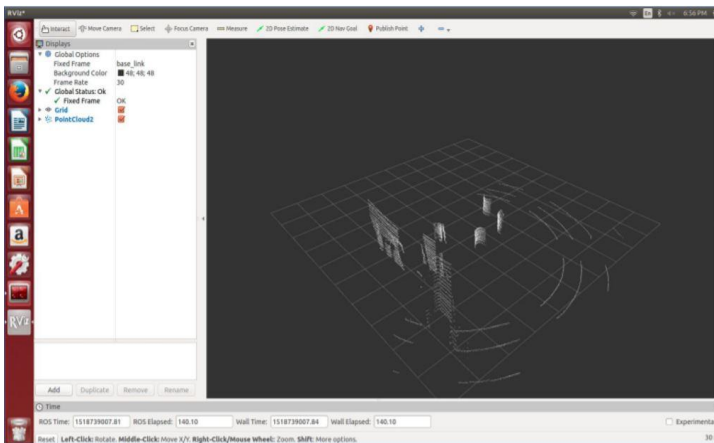 RViz*
6:56 PM
Interact Move Camera Select Focus Camera Measure 2D Pose Estimate 2D Nav Goal Publish Point
Displays
Global Options
Fixed Frame base_link
Background Color 48; 48; 48
Frame Rate 30
Global Status: Ok
Fixed Frame OK
Grid
PointCloud2
Add Duplicate Remove Rename
Time
ROS Time: 1518739007.81 ROS Elapsed: 140.10 Wall Time: 1518739007.84 Wall Elapsed: 140.10 Experimental
Reset Left-Click: Rotate. Middle-Click: Move X/Y. Right-Click/Mouse Wheel: Zoom. Shift: More options. 30